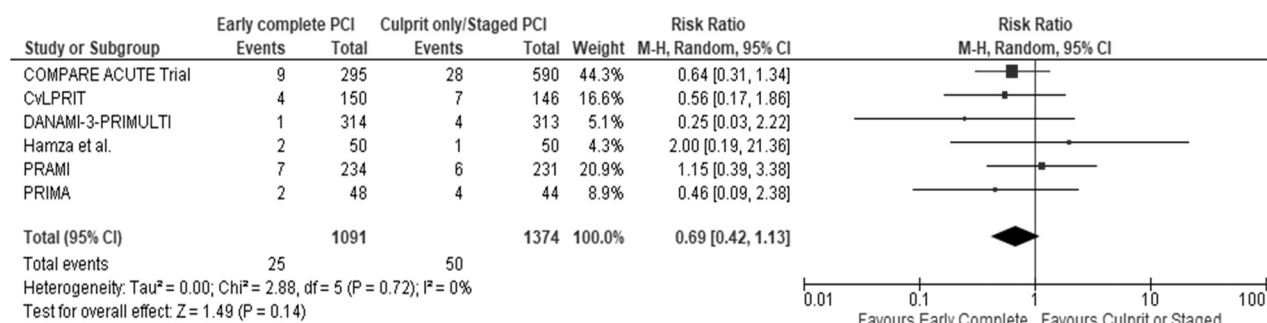 Early complete PCI Culprit only/Staged PCI Risk Ratio Risk Ratio
Study or Subgroup Events Total Events Total Weight M-H, Random, 95% CI M-H, Random, 95% CI
COMPARE ACUTE Trial 9 295 28 590 44.3% 0.64 [0.31, 1.34]
CvLPRIT 4 150 7 146 16.6% 0.56 [0.17, 1.86]
DANAMI-3-PRIMULTI 1 314 4 313 5.1% 0.25 [0.03, 2.22]
Hamza et al. 2 50 1 50 4.3% 2.00 [0.19, 21.36]
PRAMI 7 234 6 231 20.9% 1.15 [0.39, 3.38]
PRIMA 2 48 4 44 8.9% 0.46 [0.09, 2.38]
Total (95% CI) 1091 1374 100.0% 0.69 [0.42, 1.13]
Total events 25 50
Heterogeneity: Tau² = 0.00; Chi² = 2.88, df = 5 (P = 0.72); I² = 0%
Test for overall effect: Z = 1.49 (P = 0.14)
0.01 0.1 1 10 100
Favours Early Complete Favours Culprit or Staged